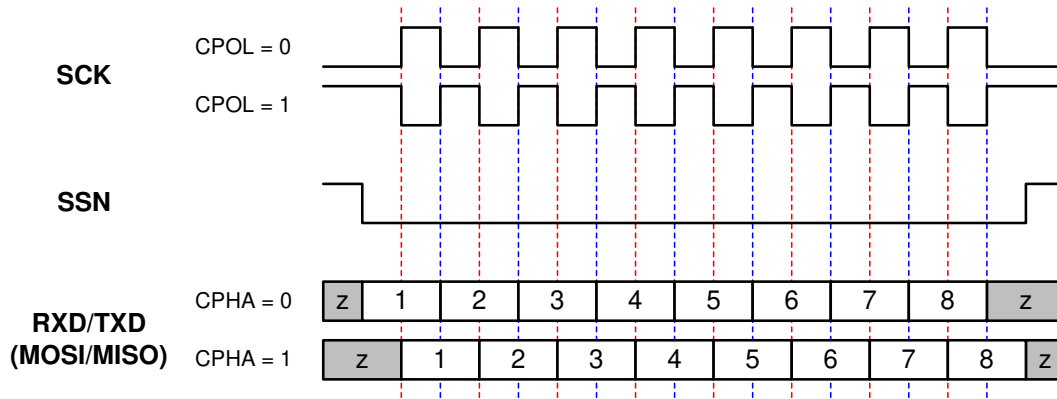 CPOL = 0
SCK
CPOL = 1
SSN
CPHA = 0
z 1 2 3 4 5 6 7 8 z
RXD/TXD
(MOSI/MISO)
CPHA = 1
z 1 2 3 4 5 6 7 8 z